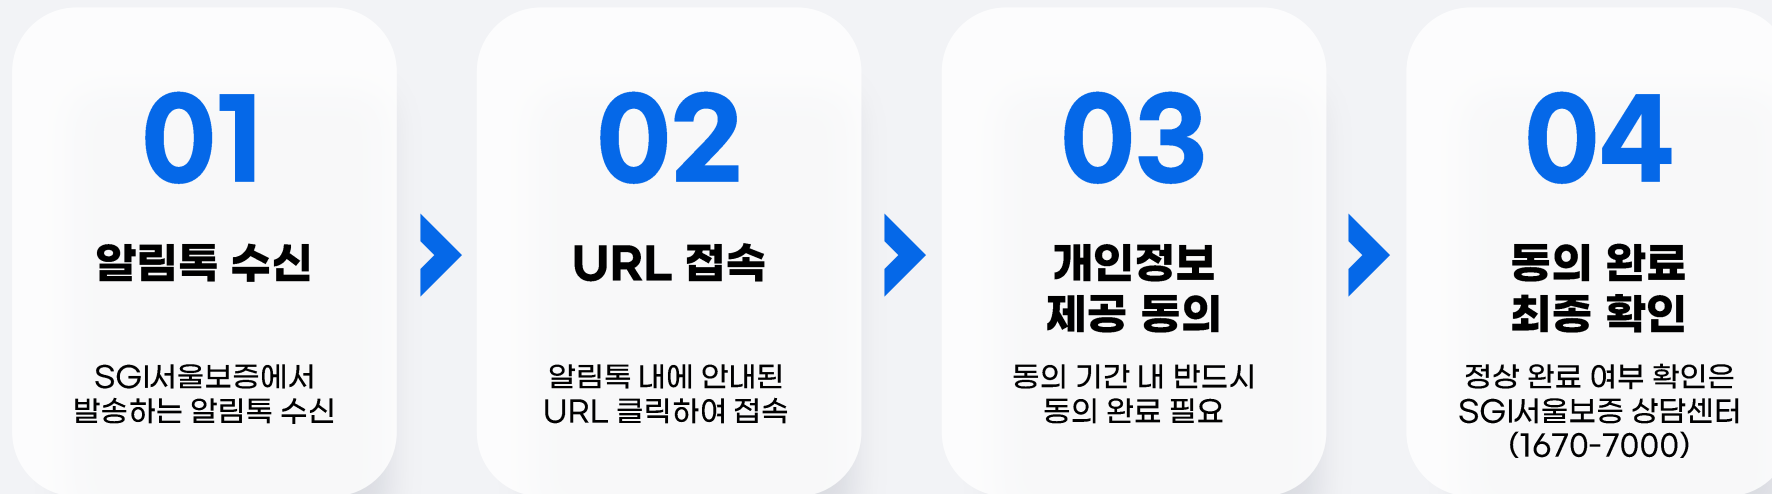 01
알림톡 수신
SGI서울보증에서
발송하는 알림톡 수신
02
URL 접속
알림톡 내에 안내된
URL 클릭하여 접속
03
개인정보
제공 동의
동의 기간 내 반드시
동의 완료 필요
04
동의 완료
최종 확인
정상 완료 여부 확인은
SGI서울보증 상담센터
(1670-7000)